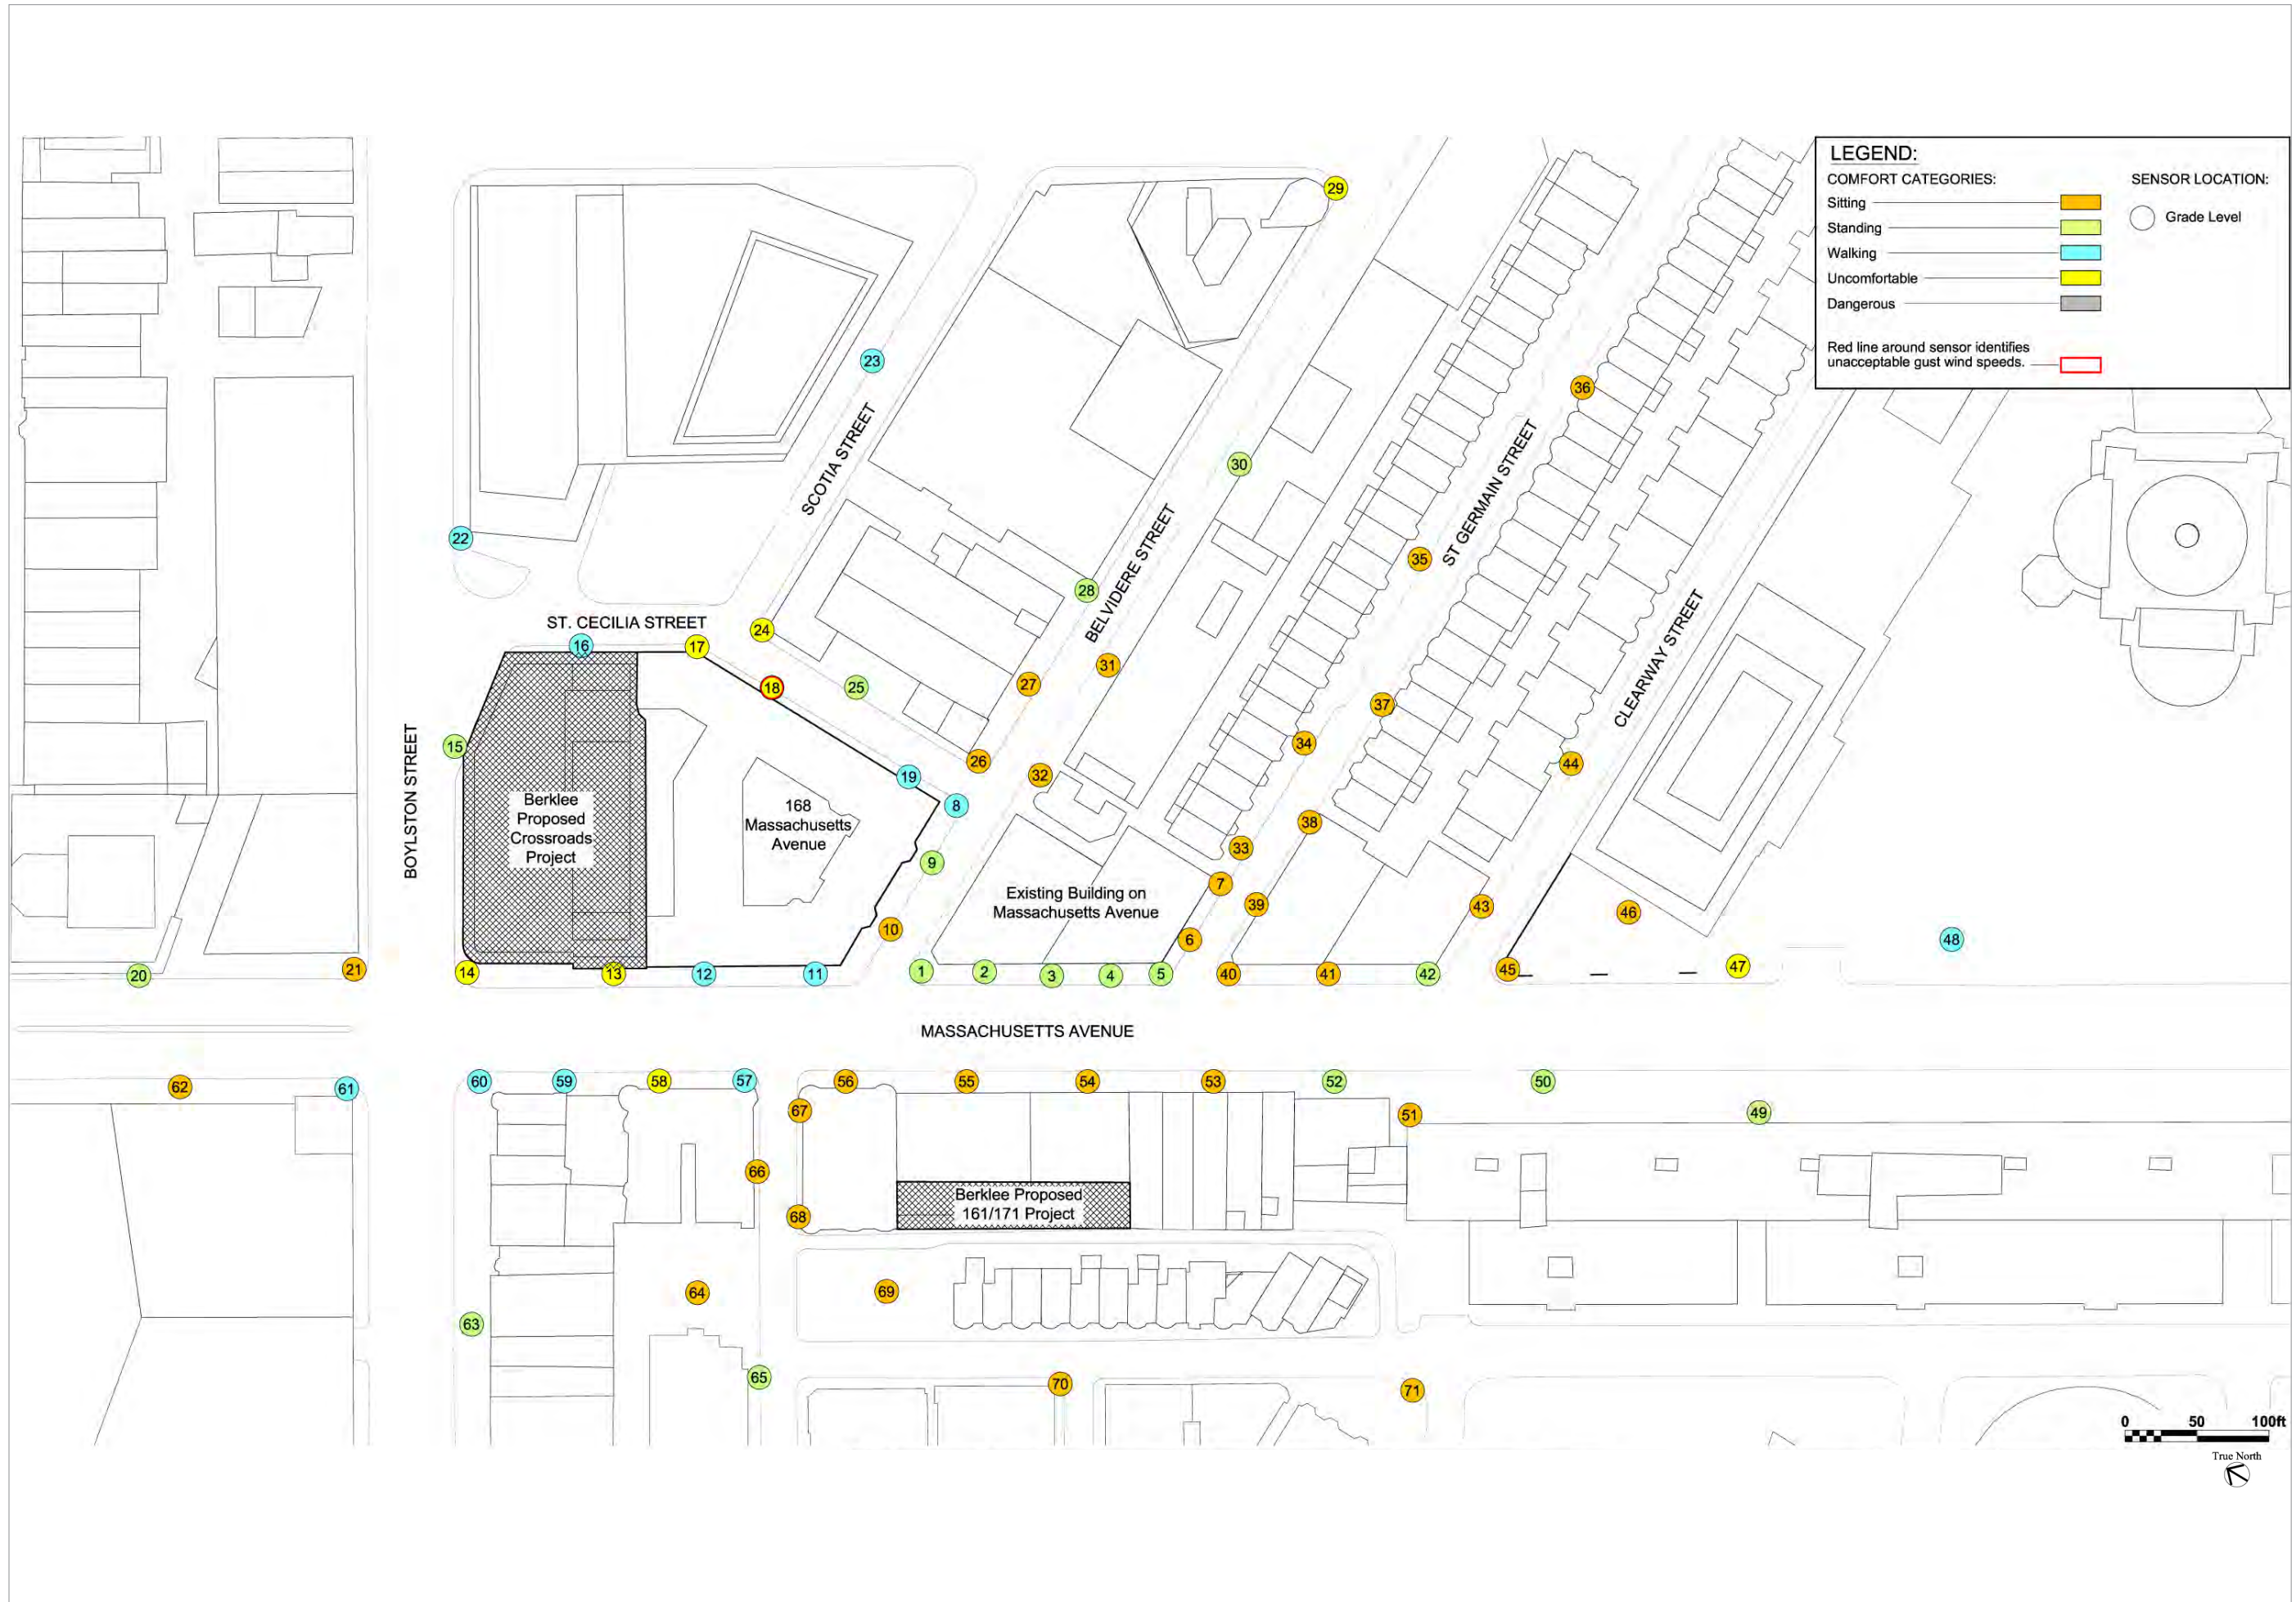 LEGEND:
COMFORT CATEGORIES:
SENSOR LOCATION:
Sitting
Grade Level
Standing
Walking
Uncomfortable
Dangerous
Red line around sensor identifies
unacceptable gust wind speeds.
29
23
36
SCOTIA STREET
30
ST GERMAIN STREET
22
35
BELVIDERE STREET
28
CLEARWAY STREET
ST. CECILIA STREET
24
16
17
31
27
18
25
37
15
34
BOYLSTON STREET
26
44
32
19
8
Berklee
Proposed
Crossroads
Project
168
Massachusetts
Avenue
38
33
9
7
Existing Building on
Massachusetts Avenue
39
43
46
10
6
48
47
20
21
14
13
12
11
1
2
3
4
5
40
41
42
45
MASSACHUSETTS AVENUE
62
61
60
59
58
57
56
55
54
53
52
50
67
51
49
66
Berklee Proposed
161/171 Project
68
64
69
63
65
70
71
0 50 100ft
True North